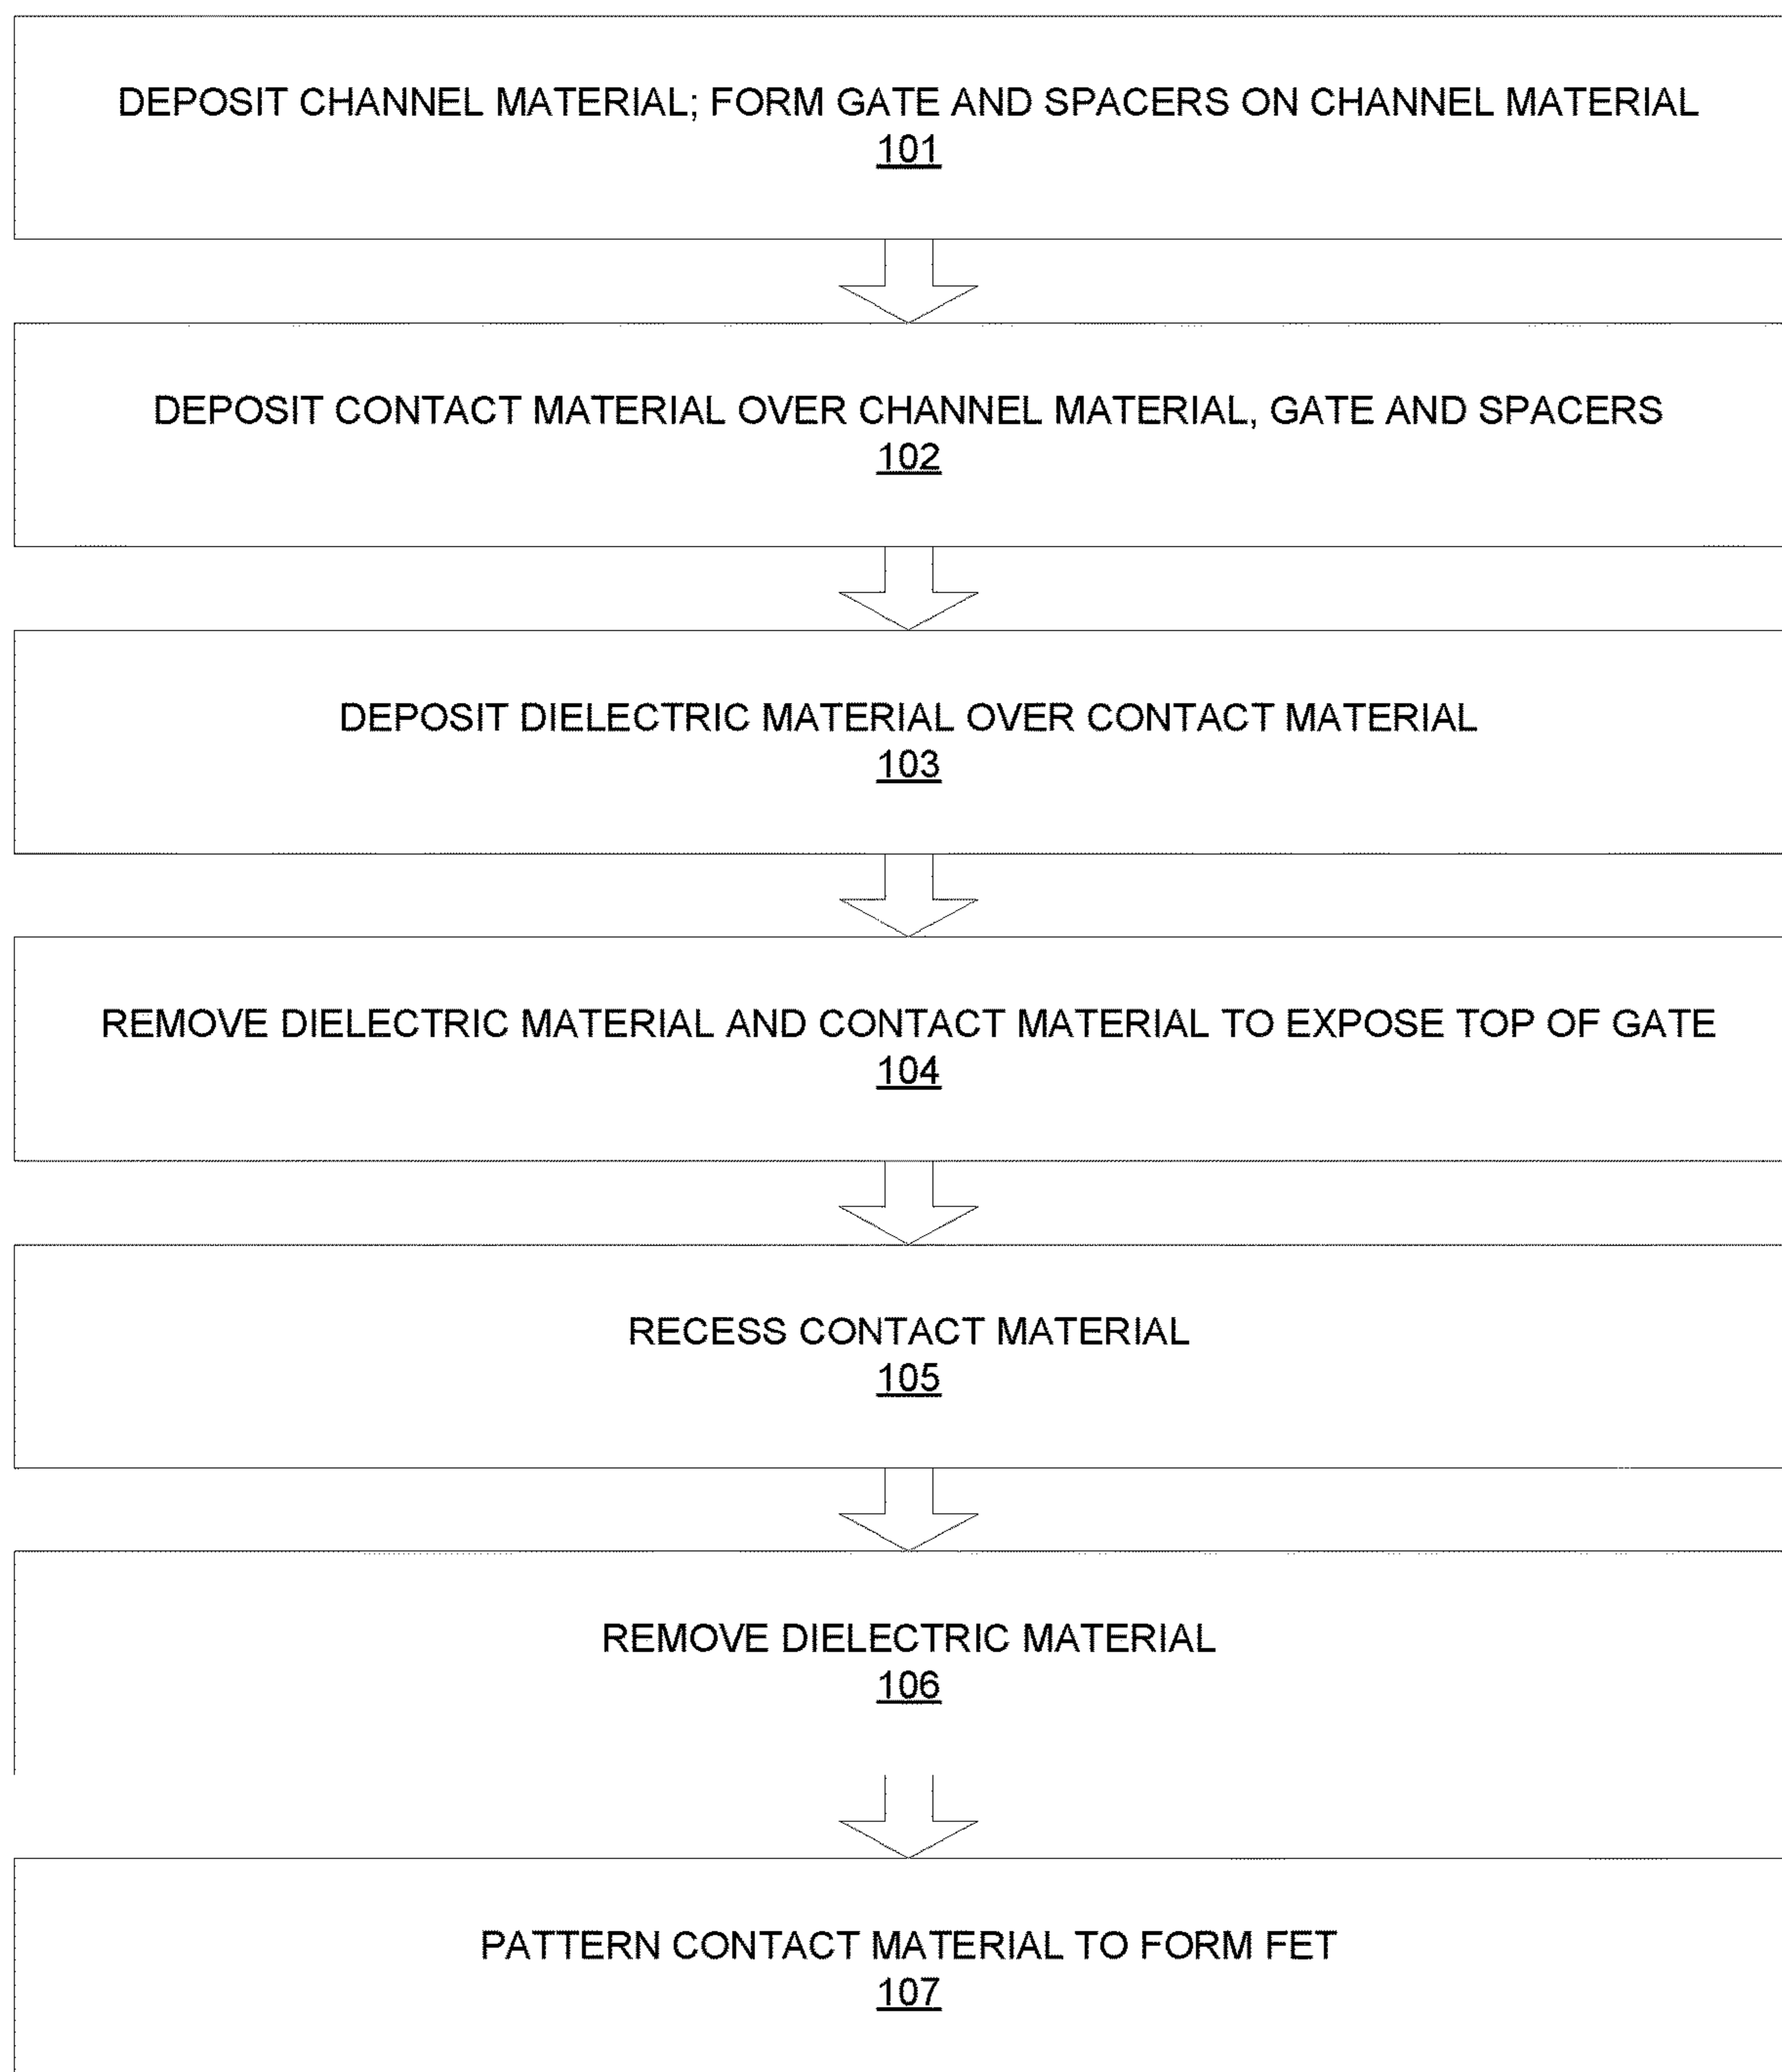 DEPOSIT CHANNEL MATERIAL; FORM GATE AND SPACERS ON CHANNEL MATERIAL
101
DEPOSIT CONTACT MATERIAL OVER CHANNEL MATERIAL, GATE AND SPACERS
102
DEPOSIT DIELECTRIC MATERIAL OVER CONTACT MATERIAL
103
REMOVE DIELECTRIC MATERIAL AND CONTACT MATERIAL TO EXPOSE TOP OF GATE
104
RECESS CONTACT MATERIAL
105
REMOVE DIELECTRIC MATERIAL
106
PATTERN CONTACT MATERIAL TO FORM FET
107